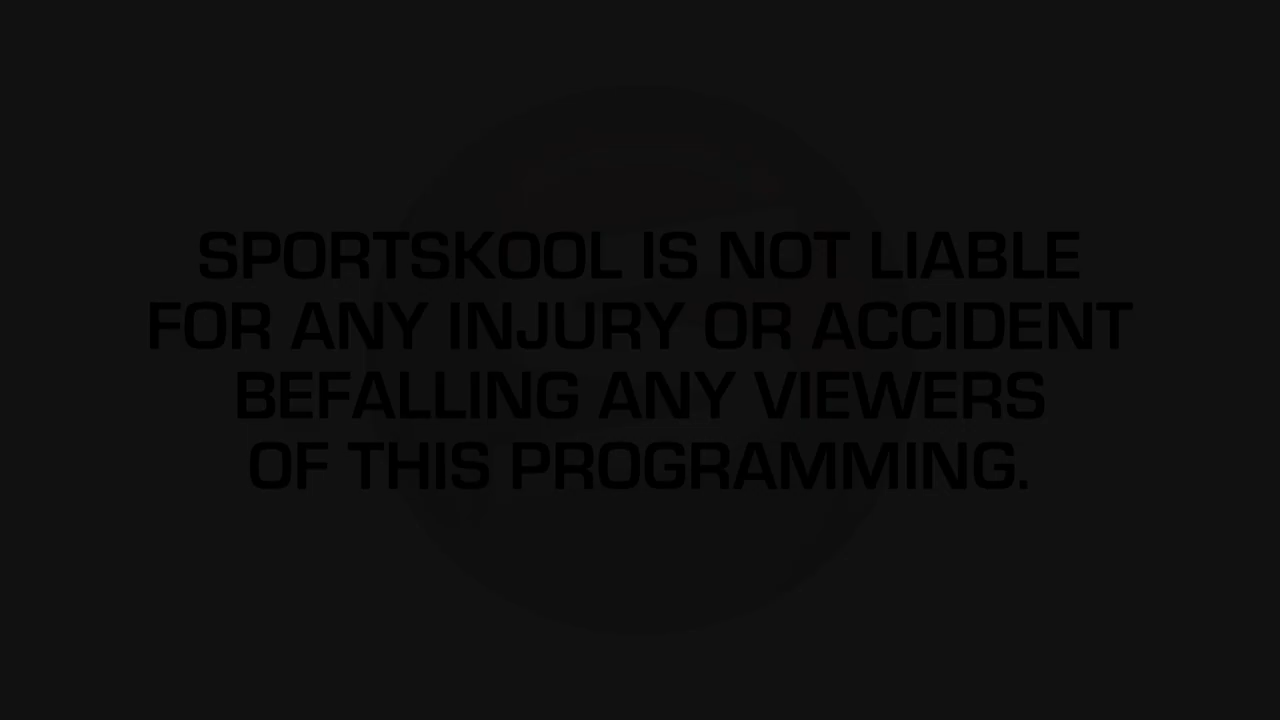 SPORTSKOOL IS NOT LIABLE
FOR ANY INJURY OR ACCIDENT
BEFALLING ANY VIEWERS
OF THIS PROGRAMMING.